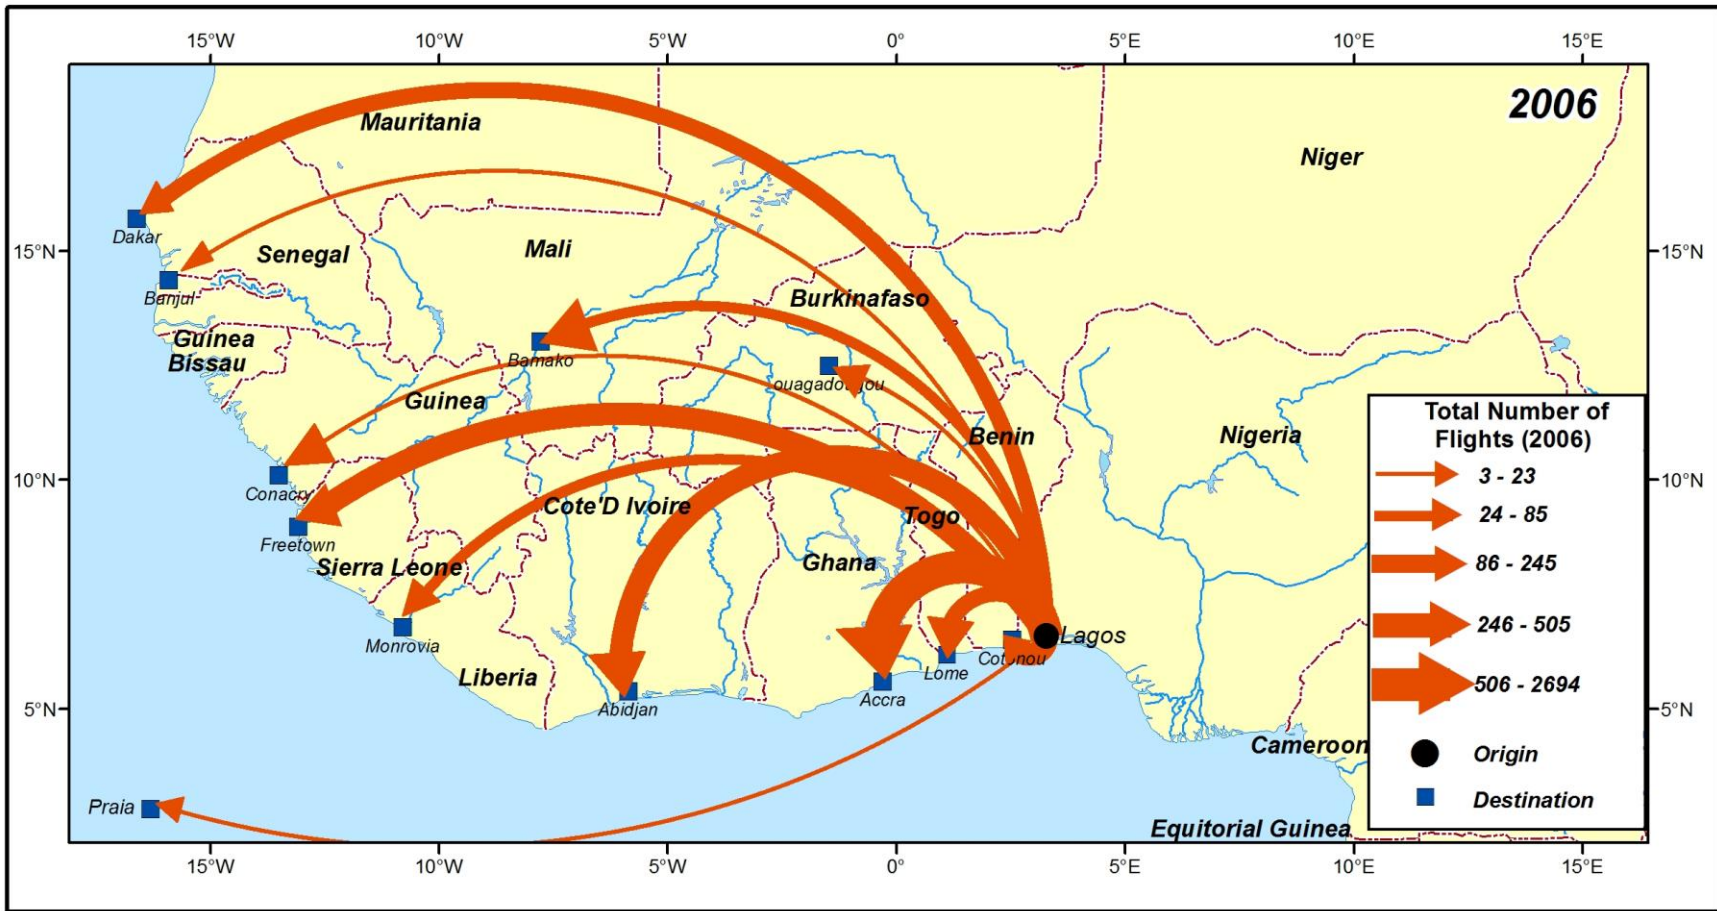 15°W 10°W 5°W 0° 5°E 10°E 15°E
2006
Mauritania
Niger
Dakar
15°N
Senegal
Mali
15°N
Banjul
Burkinafaso
Guinea
Bissau
Bamako
Guinea
Benin
Nigeria
Total Number of
Flights (2006)
3 - 23
24 - 85
86 - 245
246 - 505
506 - 2694
Origin
Destination
10°N
10°N
Conacry
Cote'D Ivoire
Togo
Freetown
Sierra Leone
Ghana
Monrovia
Lagos
Cotonou
Lome
Liberia
Abidjan
Accra
5°N
5°N
Cameroon
Praia
Equitorial Guinea
15°W 10°W 5°W 0° 5°E 10°E 15°E